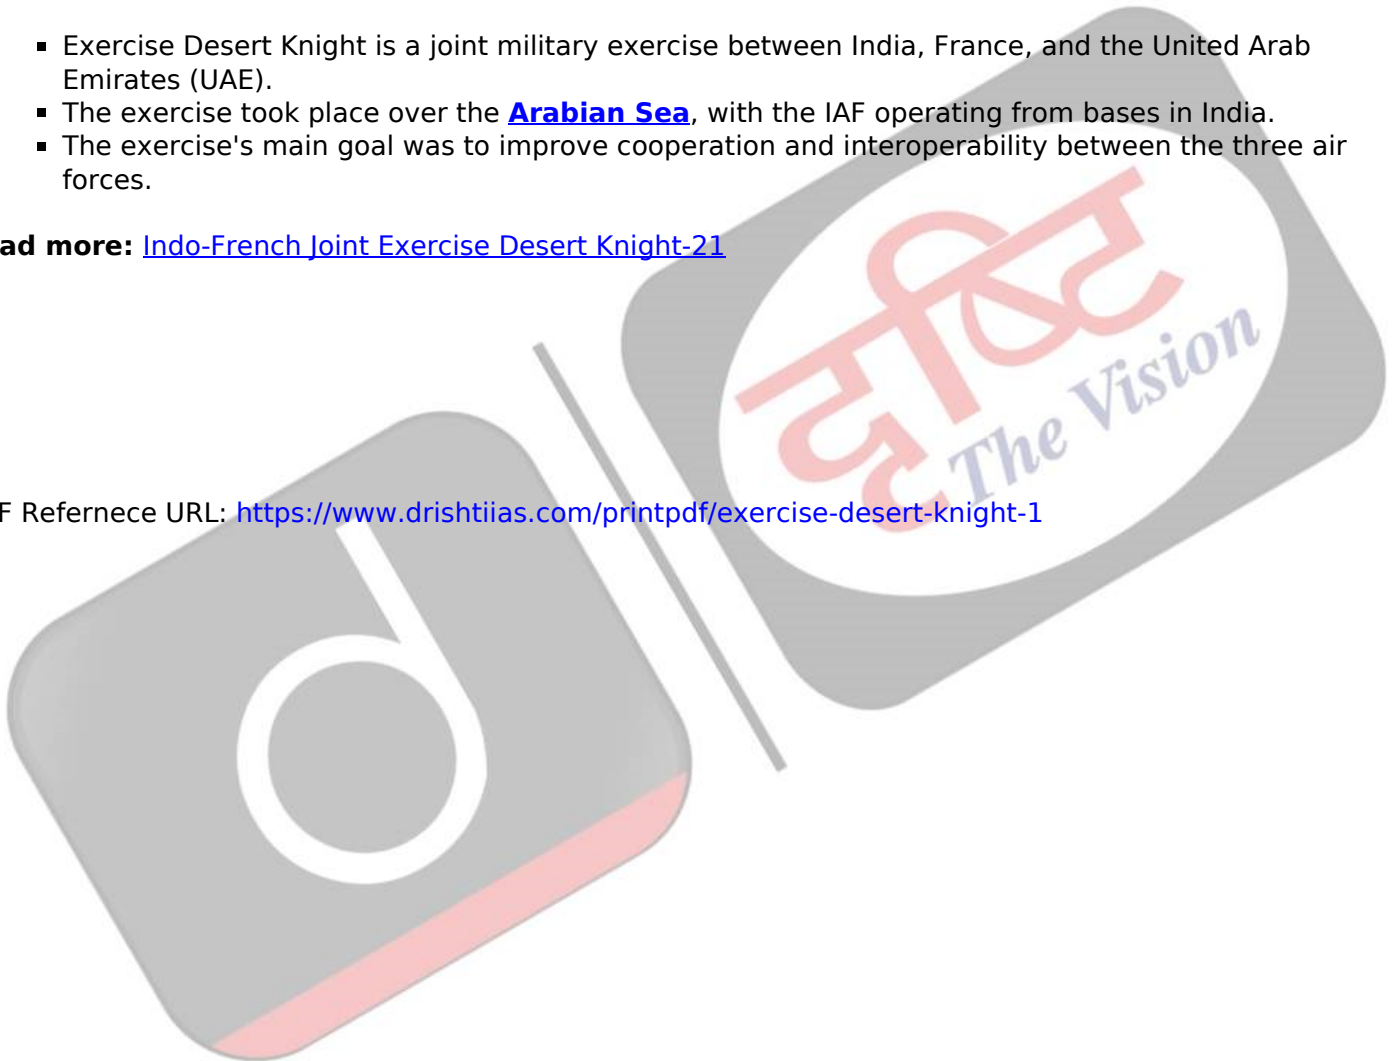 ▪ Exercise Desert Knight is a joint military exercise between India, France, and the United Arab
Emirates (UAE).
▪ The exercise took place over the Arabian Sea, with the IAF operating from bases in India.
▪ The exercise's main goal was to improve cooperation and interoperability between the three air
forces.
ad more: Indo-French Joint Exercise Desert Knight-21
दृष्टि
The Vision
F Refernece URL: https://www.drishtiias.com/printpdf/exercise-desert-knight-1
d